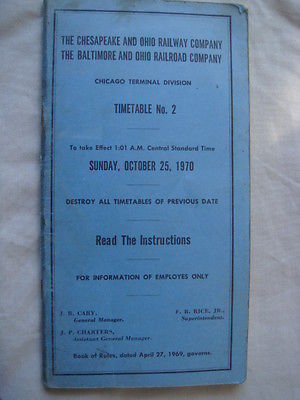 THE CHESAPEAKE AND OHIO RAILWAY COMPANY
THE BALTIMORE AND OHIO RAILROAD COMPANY
CHICAGO TERMINAL DIVISION
TIMETABLE No. 2
To take Effect 1:01 A.M. Central Standard Time
SUNDAY, OCTOBER 25, 1970
DESTROY ALL TIMETABLES OF PREVIOUS DATE
Read The Instructions
FOR INFORMATION OF EMPLOYES ONLY
J. B. CARY,
General Manager.
F. R. RICE, JR.,
Superintendent.
J. P. CHARTERS,
Assistant General Manager.
Book of Rules, dated April 27, 1969, governs.